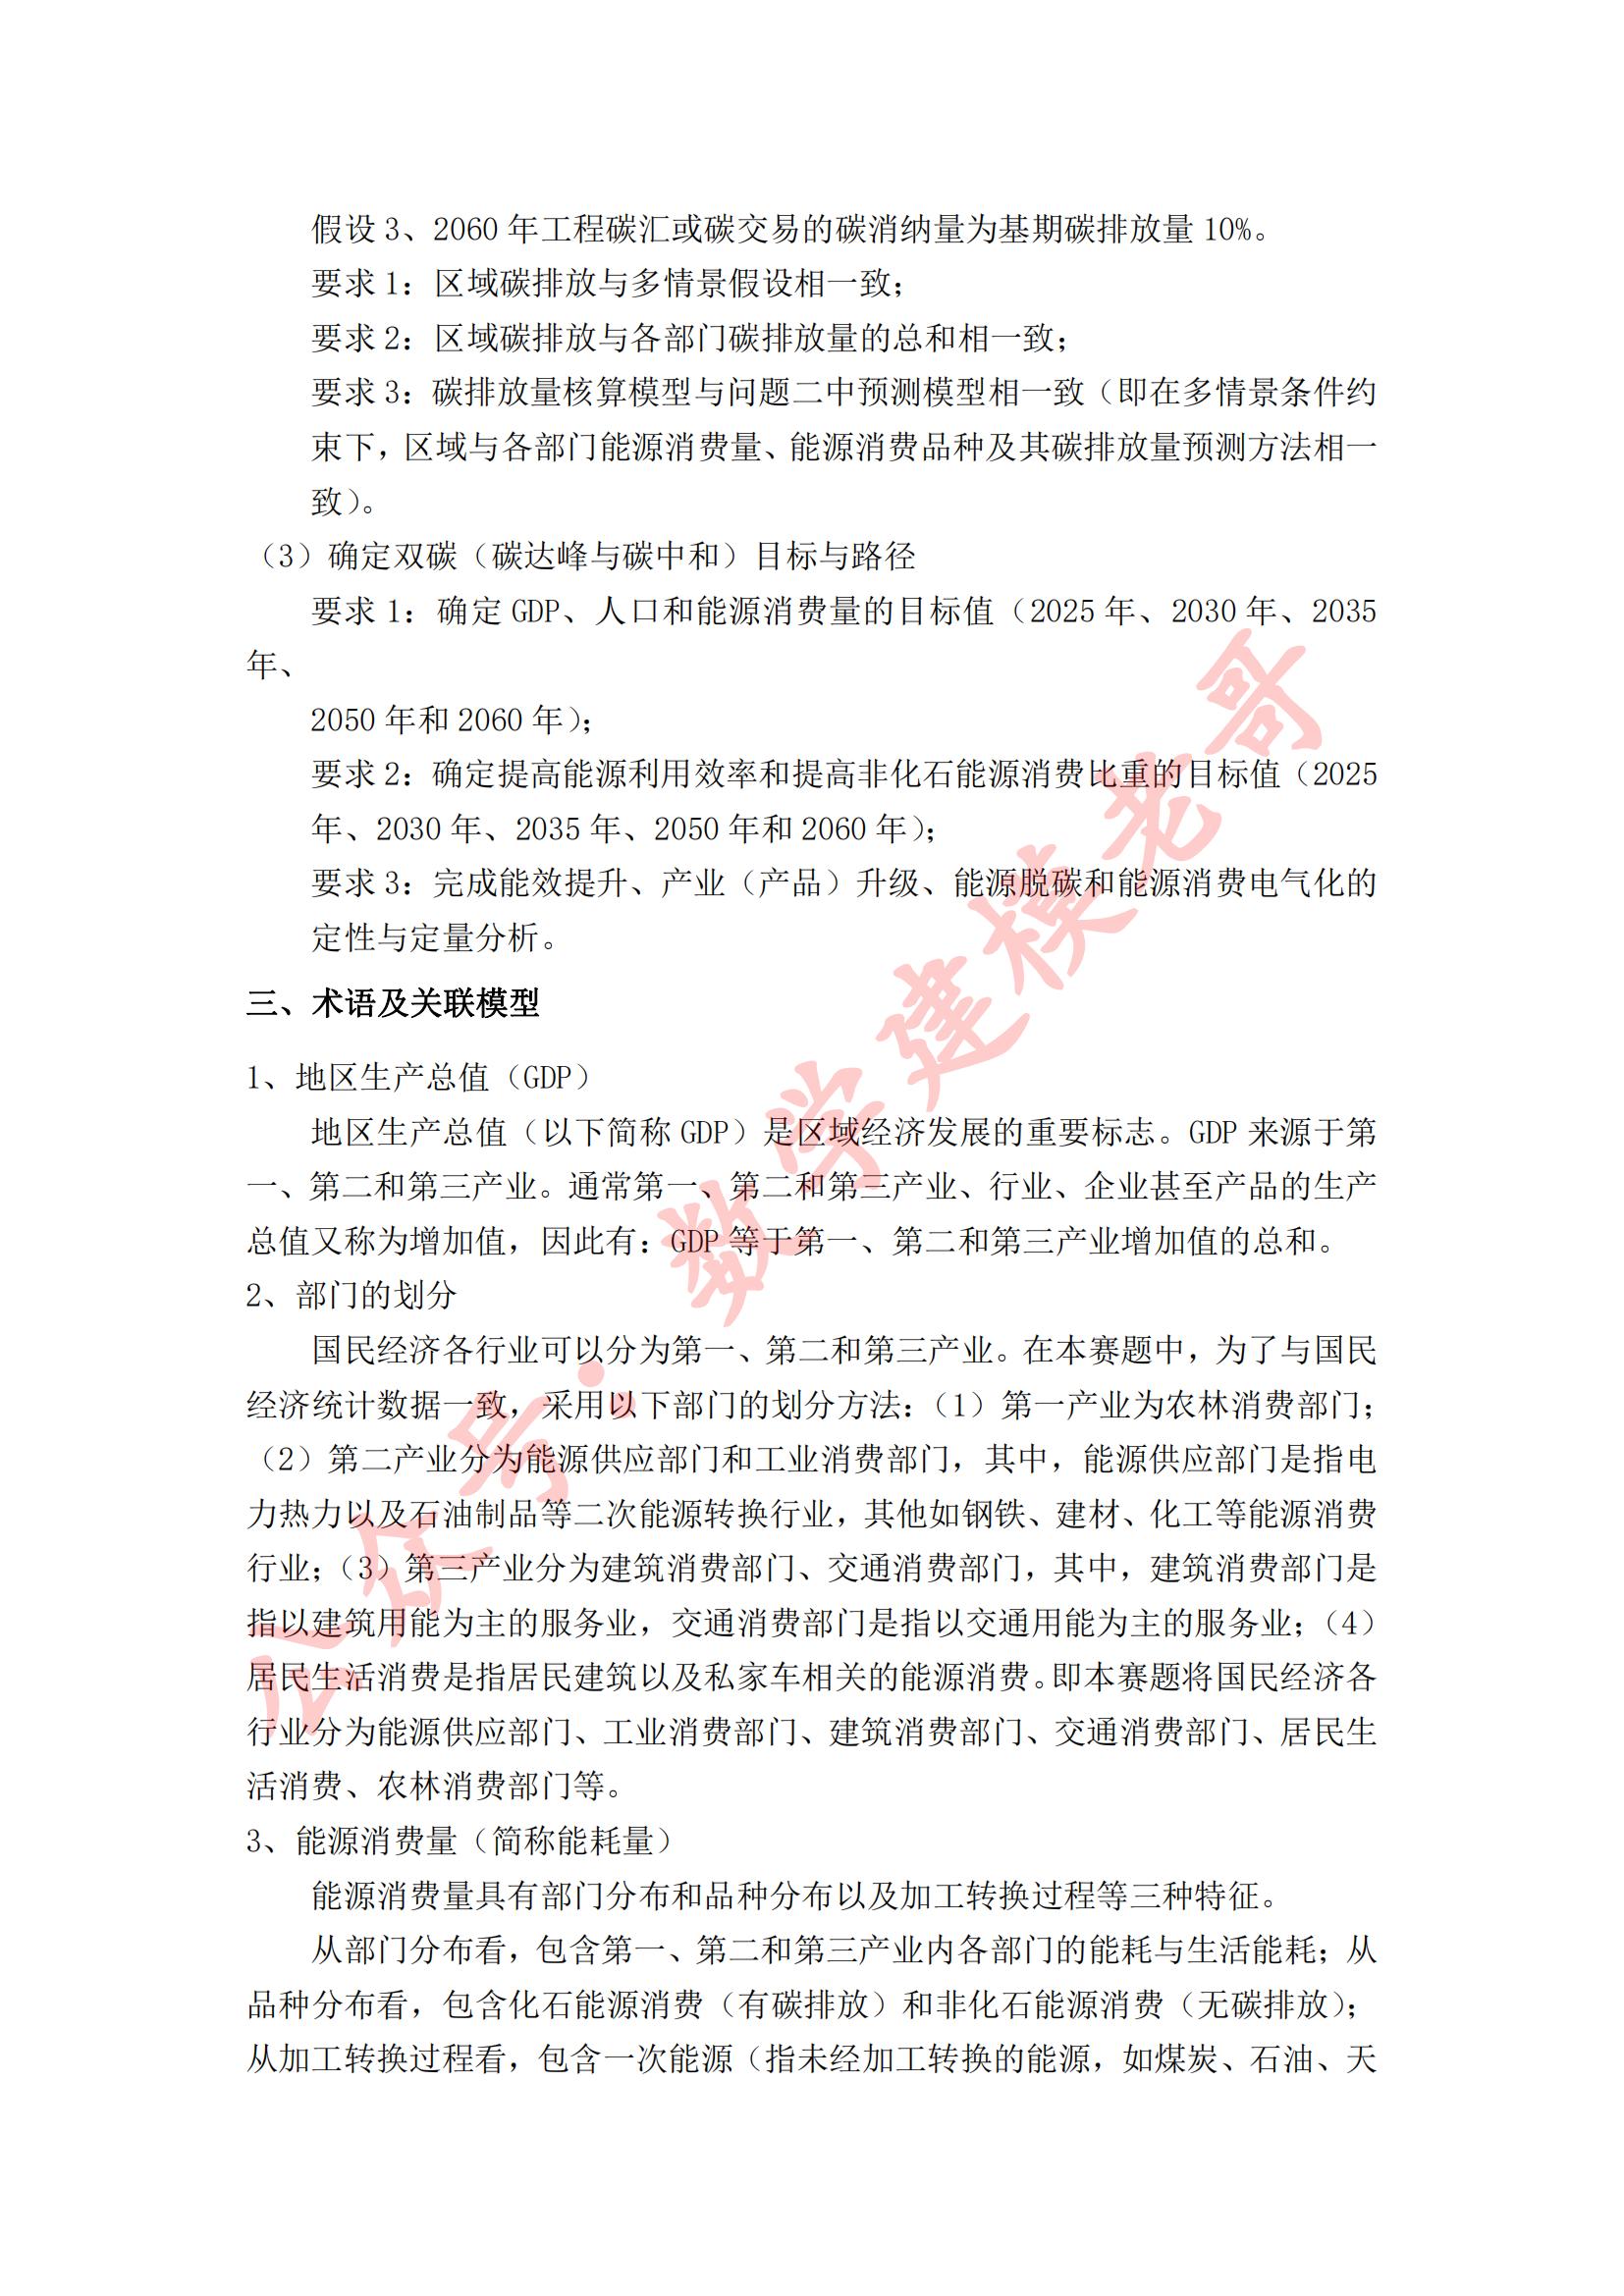 假设 3、2060 年工程碳汇或碳交易的碳消纳量为基期碳排放量 10%。
要求 1：区域碳排放与多情景假设相一致；
要求 2：区域碳排放与各部门碳排放量的总和相一致；
要求 3：碳排放量核算模型与问题二中预测模型相一致（即在多情景条件约
束下，区域与各部门能源消费量、能源消费品种及其碳排放量预测方法相一
致）。
（3）确定双碳（碳达峰与碳中和）目标与路径
要求 1：确定 GDP、人口和能源消费量的目标值（2025 年、2030 年、2035
年、
2050 年和 2060 年）；
要求 2：确定提高能源利用效率和提高非化石能源消费比重的目标值（2025
年、2030 年、2035 年、2050 年和 2060 年）；
要求 3：完成能效提升、产业（产品）升级、能源脱碳和能源消费电气化的
定性与定量分析。
三、术语及关联模型
1、地区生产总值（GDP）
地区生产总值（以下简称 GDP）是区域经济发展的重要标志。GDP 来源于第
一、第二和第三产业。通常第一、第二和第三产业、行业、企业甚至产品的生产
总值又称为增加值，因此有：GDP 等于第一、第二和第三产业增加值的总和。
2、部门的划分
国民经济各行业可以分为第一、第二和第三产业。在本赛题中，为了与国民
经济统计数据一致，采用以下部门的划分方法：（1）第一产业为农林消费部门；
（2）第二产业分为能源供应部门和工业消费部门，其中，能源供应部门是指电
力热力以及石油制品等二次能源转换行业，其他如钢铁、建材、化工等能源消费
行业；（3）第三产业分为建筑消费部门、交通消费部门，其中，建筑消费部门是
指以建筑用能为主的服务业，交通消费部门是指以交通用能为主的服务业；（4）
居民生活消费是指居民建筑以及私家车相关的能源消费。即本赛题将国民经济各
行业分为能源供应部门、工业消费部门、建筑消费部门、交通消费部门、居民生
活消费、农林消费部门等。
3、能源消费量（简称能耗量）
能源消费量具有部门分布和品种分布以及加工转换过程等三种特征。
从部门分布看，包含第一、第二和第三产业内各部门的能耗与生活能耗；从
品种分布看，包含化石能源消费（有碳排放）和非化石能源消费（无碳排放）；
从加工转换过程看，包含一次能源（指未经加工转换的能源，如煤炭、石油、天
公众号：数学建模老哥